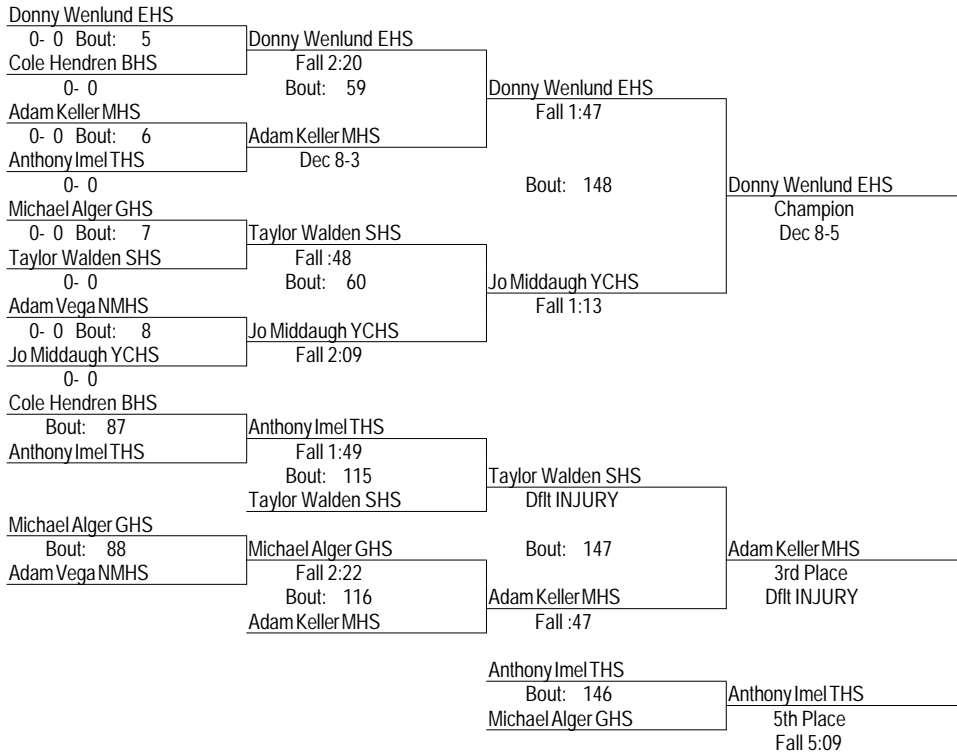 Donny Wenlund EHS
0- 0 Bout: 5
Donny Wenlund EHS
Cole Hendren BHS
Fall 2:20
0- 0
Bout: 59
Donny Wenlund EHS
Adam Keller MHS
Fall 1:47
0- 0 Bout: 6
Adam Keller MHS
Anthony Imel THS
Dec 8-3
0- 0
Bout: 148
Donny Wenlund EHS
Michael Alger GHS
Champion
0- 0 Bout: 7
Taylor Walden SHS
Dec 8-5
Taylor Walden SHS
Fall :48
0- 0
Bout: 60
Jo Middaugh YCHS
Adam Vega NMHS
Fall 1:13
0- 0 Bout: 8
Jo Middaugh YCHS
Jo Middaugh YCHS
Fall 2:09
0- 0
Cole Hendren BHS
Bout: 87
Anthony Imel THS
Anthony Imel THS
Fall 1:49
Bout: 115
Taylor Walden SHS
Taylor Walden SHS
Dflt INJURY
Michael Alger GHS
Bout: 88
Michael Alger GHS
Bout: 147
Adam Keller MHS
Adam Vega NMHS
Fall 2:22
3rd Place
Bout: 116
Adam Keller MHS
Dflt INJURY
Adam Keller MHS
Fall :47
Anthony Imel THS
Bout: 146
Anthony Imel THS
Michael Alger GHS
5th Place
Fall 5:09